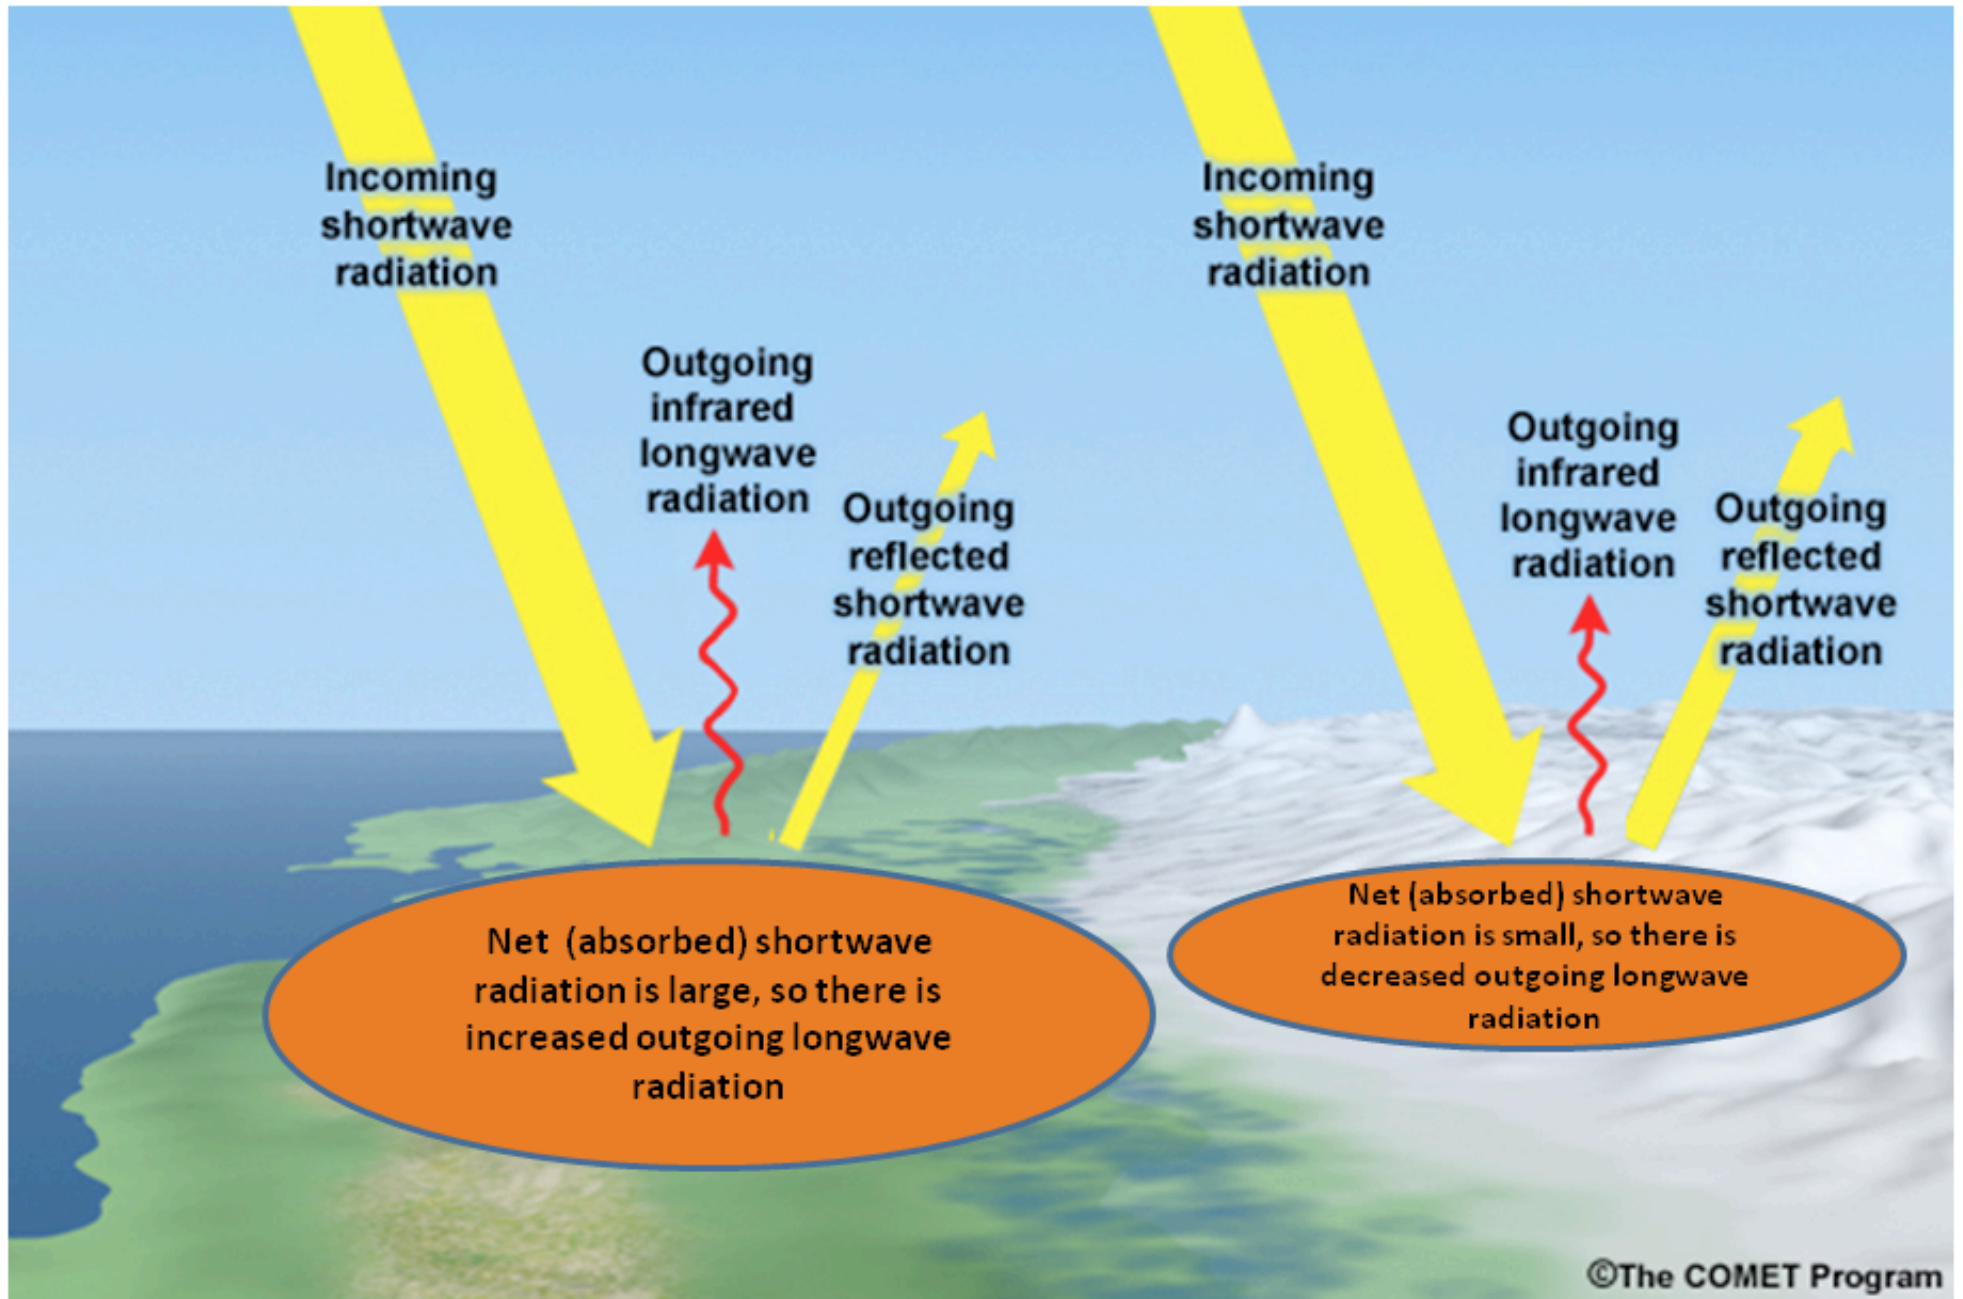 Incoming
shortwave
radiation
Outgoing
infrared
longwave
radiation
Outgoing
reflected
shortwave
radiation
Net (absorbed) shortwave
radiation is large, so there is
increased outgoing longwave
radiation
Incoming
shortwave
radiation
Outgoing
infrared
longwave
radiation
Outgoing
reflected
shortwave
radiation
Net (absorbed) shortwave
radiation is small, so there is
decreased outgoing longwave
radiation
©The COMET Program